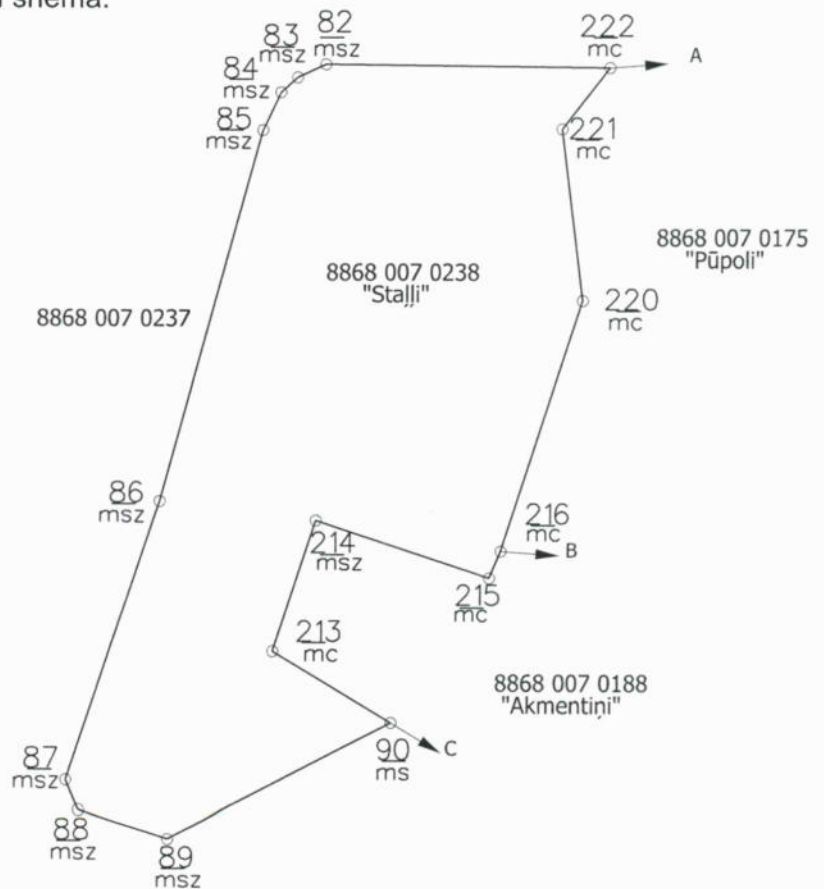 shēma:
82
msz
83
msz
84
msz
85
msz
222
mc
A
221
mc
8868 007 0175
"Pūpoli"
8868 007 0238
"Staļļi"
220
mc
8868 007 0237
86
msz
214
msz
216
mc
B
215
mc
213
mc
8868 007 0188
"Akmentiņi"
90
ms
C
87
msz
88
msz
89
msz